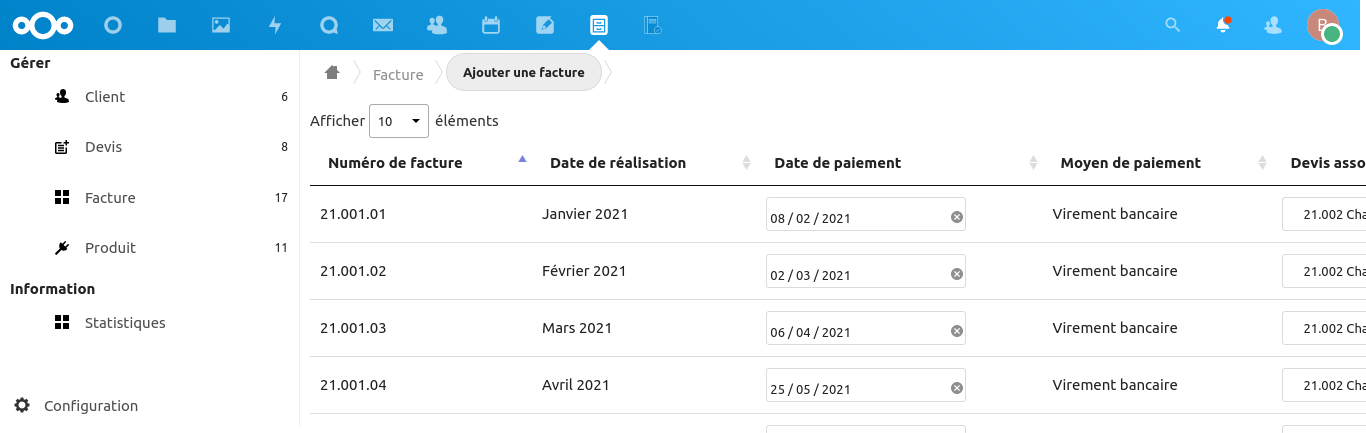 B
Gérer
Facture
Ajouter une facture
Client 6
Devis 8
Facture 17
Produit 11
Information
Statistiques
Configuration
Afficher 10 éléments
Numéro de facture Date de réalisation Date de paiement Moyen de paiement Devis asso
21.001.01 Janvier 2021 08 / 02 / 2021 Virement bancaire 21.002 Cha
21.001.02 Février 2021 02 / 03 / 2021 Virement bancaire 21.002 Cha
21.001.03 Mars 2021 06 / 04 / 2021 Virement bancaire 21.002 Cha
21.001.04 Avril 2021 25 / 05 / 2021 Virement bancaire 21.002 Cha